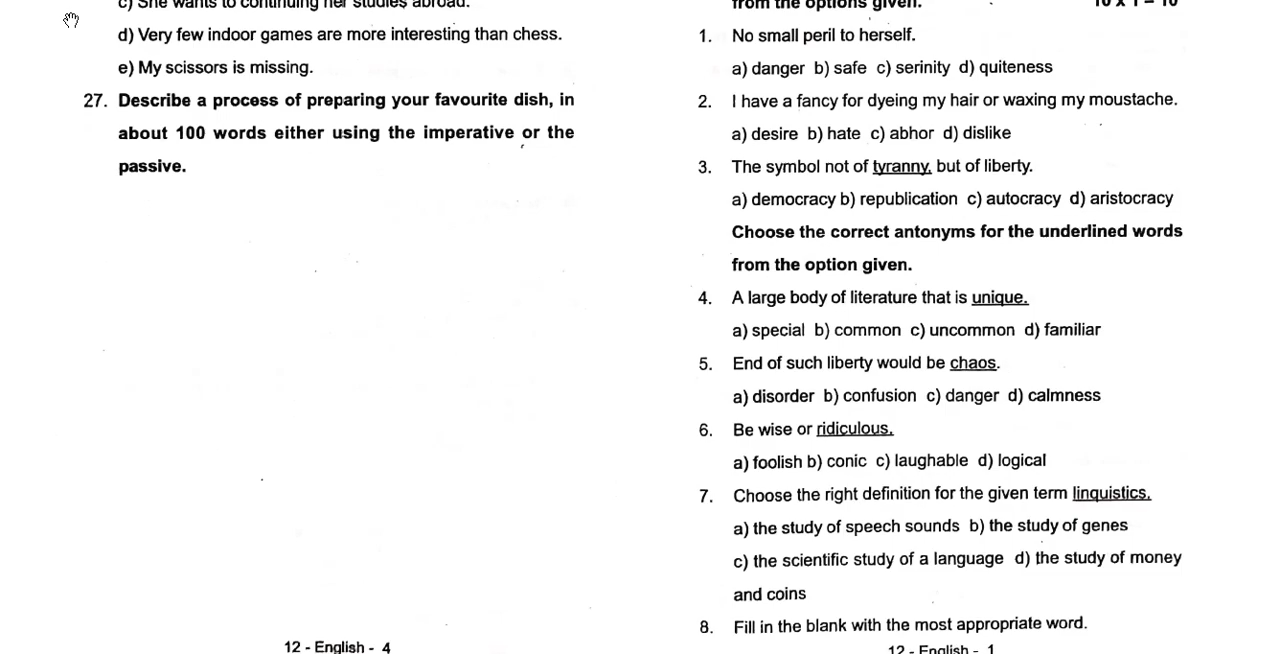 c) She wants to continuing her studies abroad.
d) Very few indoor games are more interesting than chess.
e) My scissors is missing.
27. Describe a process of preparing your favourite dish, in
about 100 words either using the imperative or the
passive.
12 - English - 4
from the options given. 10 x 1 = 10
1. No small peril to herself.
a) danger b) safe c) serinity d) quiteness
2. I have a fancy for dyeing my hair or waxing my moustache.
a) desire b) hate c) abhor d) dislike
3. The symbol not of tyranny, but of liberty.
a) democracy b) republication c) autocracy d) aristocracy
Choose the correct antonyms for the underlined words
from the option given.
4. A large body of literature that is unique.
a) special b) common c) uncommon d) familiar
5. End of such liberty would be chaos.
a) disorder b) confusion c) danger d) calmness
6. Be wise or ridiculous.
a) foolish b) conic c) laughable d) logical
7. Choose the right definition for the given term linguistics.
a) the study of speech sounds b) the study of genes
c) the scientific study of a language d) the study of money
and coins
8. Fill in the blank with the most appropriate word.
12 - English - 1